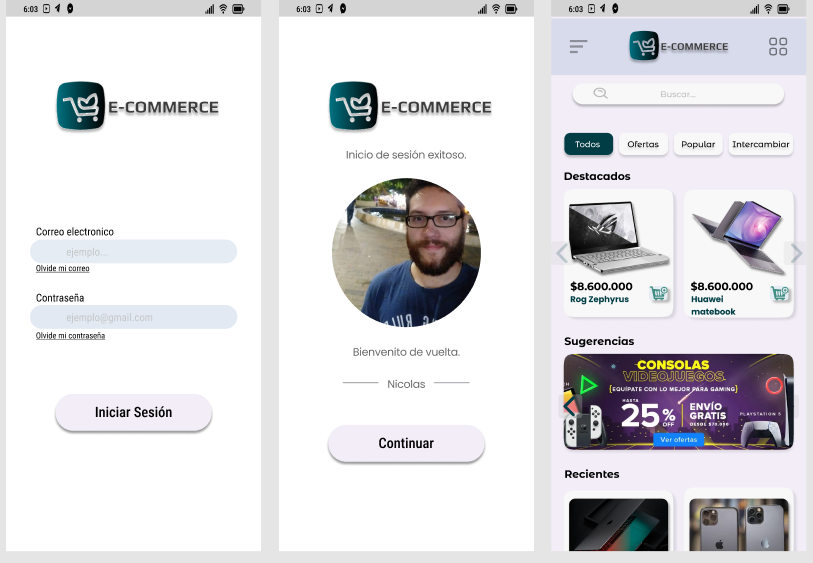 6:03
E-COMMERCE
Correo electronico
ejemplo...
Olvide mi correo
Contraseña
ejemplo@gmail.com
Olvide mi contraseña
Iniciar Sesión
6:03
E-COMMERCE
Inicio de sesión exitoso.
Bienvenito de vuelta.
Nicolas
Continuar
6:03
E-COMMERCE
Buscar...
Todos
Ofertas
Popular
Intercambiar
Destacados
$8.600.000
Rog Zephyrus
$8.600.000
Huawei
matebook
Sugerencias
CONSOLAS
VIDEOJUEGOS
EQUÍPATE CON LO MEJOR PARA GAMING
HASTA
25% OFF
ENVÍO
GRATIS
DESDE $70.000
PLAYSTATION 5
Ver ofertas
Recientes